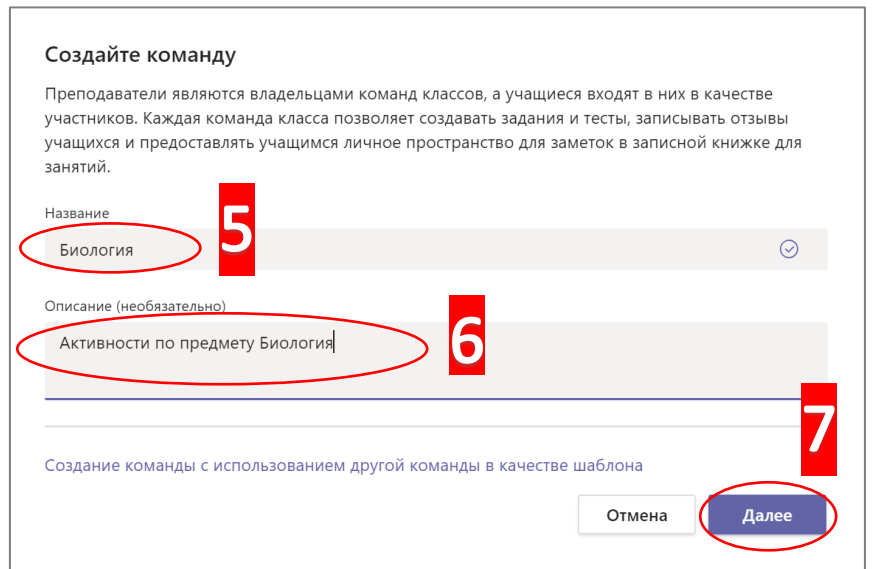 Создайте команду
Преподаватели являются владельцами команд классов, а учащиеся входят в них в качестве
участников. Каждая команда класса позволяет создавать задания и тесты, записывать отзывы
учащихся и предоставлять учащимся личное пространство для заметок в записной книжке для
занятий.
Название
5
Биология
Описание (необязательно)
6
Активности по предмету Биология
7
Создание команды с использованием другой команды в качестве шаблона
Отмена
Далее